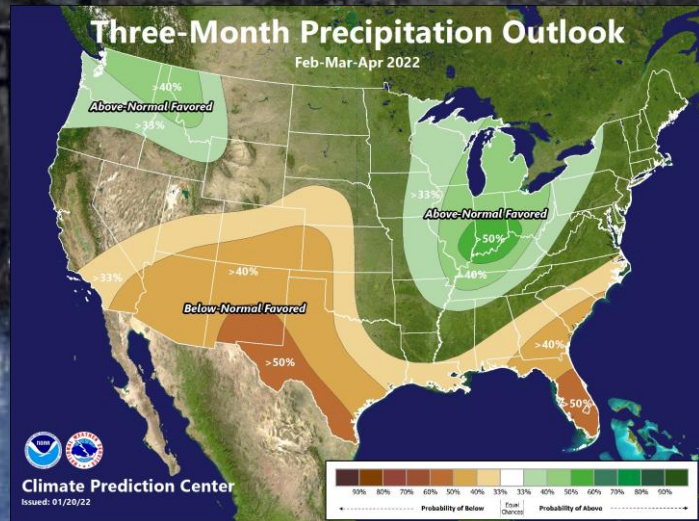 Three-Month Precipitation Outlook
Feb-Mar-Apr 2022
>40%
Above-Normal Favored
>33%
>33%
Above-Normal Favored
>50%
>40%
>33%
>40%
Below-Normal Favored
>50%
>40%
>50%
NOAA
Climate Prediction Center
Issued: 01/20/22
90% 80% 70% 60% 50% 40% 33% 33% 40% 50% 60% 70% 80% 90%
Probability of Below Equal Chances Probability of Above